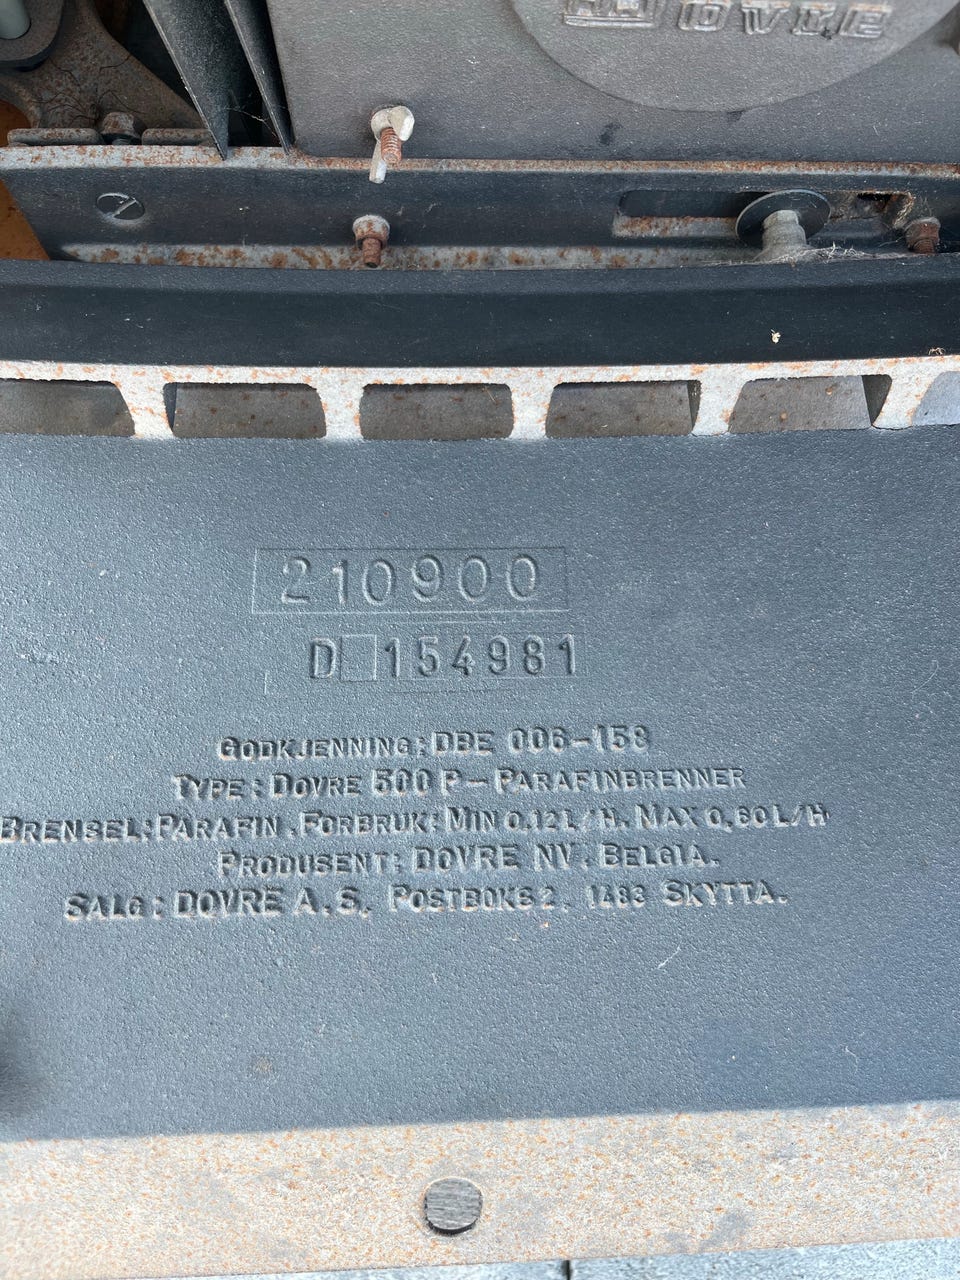 DOVRE
210900
D 154981
GODKJENNING: DBE 006-158
TYPE: DOVRE 500 P - PARAFINBRENNER
BRENSEL: PARAFIN. FORBRUK: MIN 0.12 L/H. MAX 0,60 L/H
PRODUSENT: DOVRE NV. BELGIA.
SALG: DOVRE A.S. POSTBOKS 2. 1483 SKYTTA.